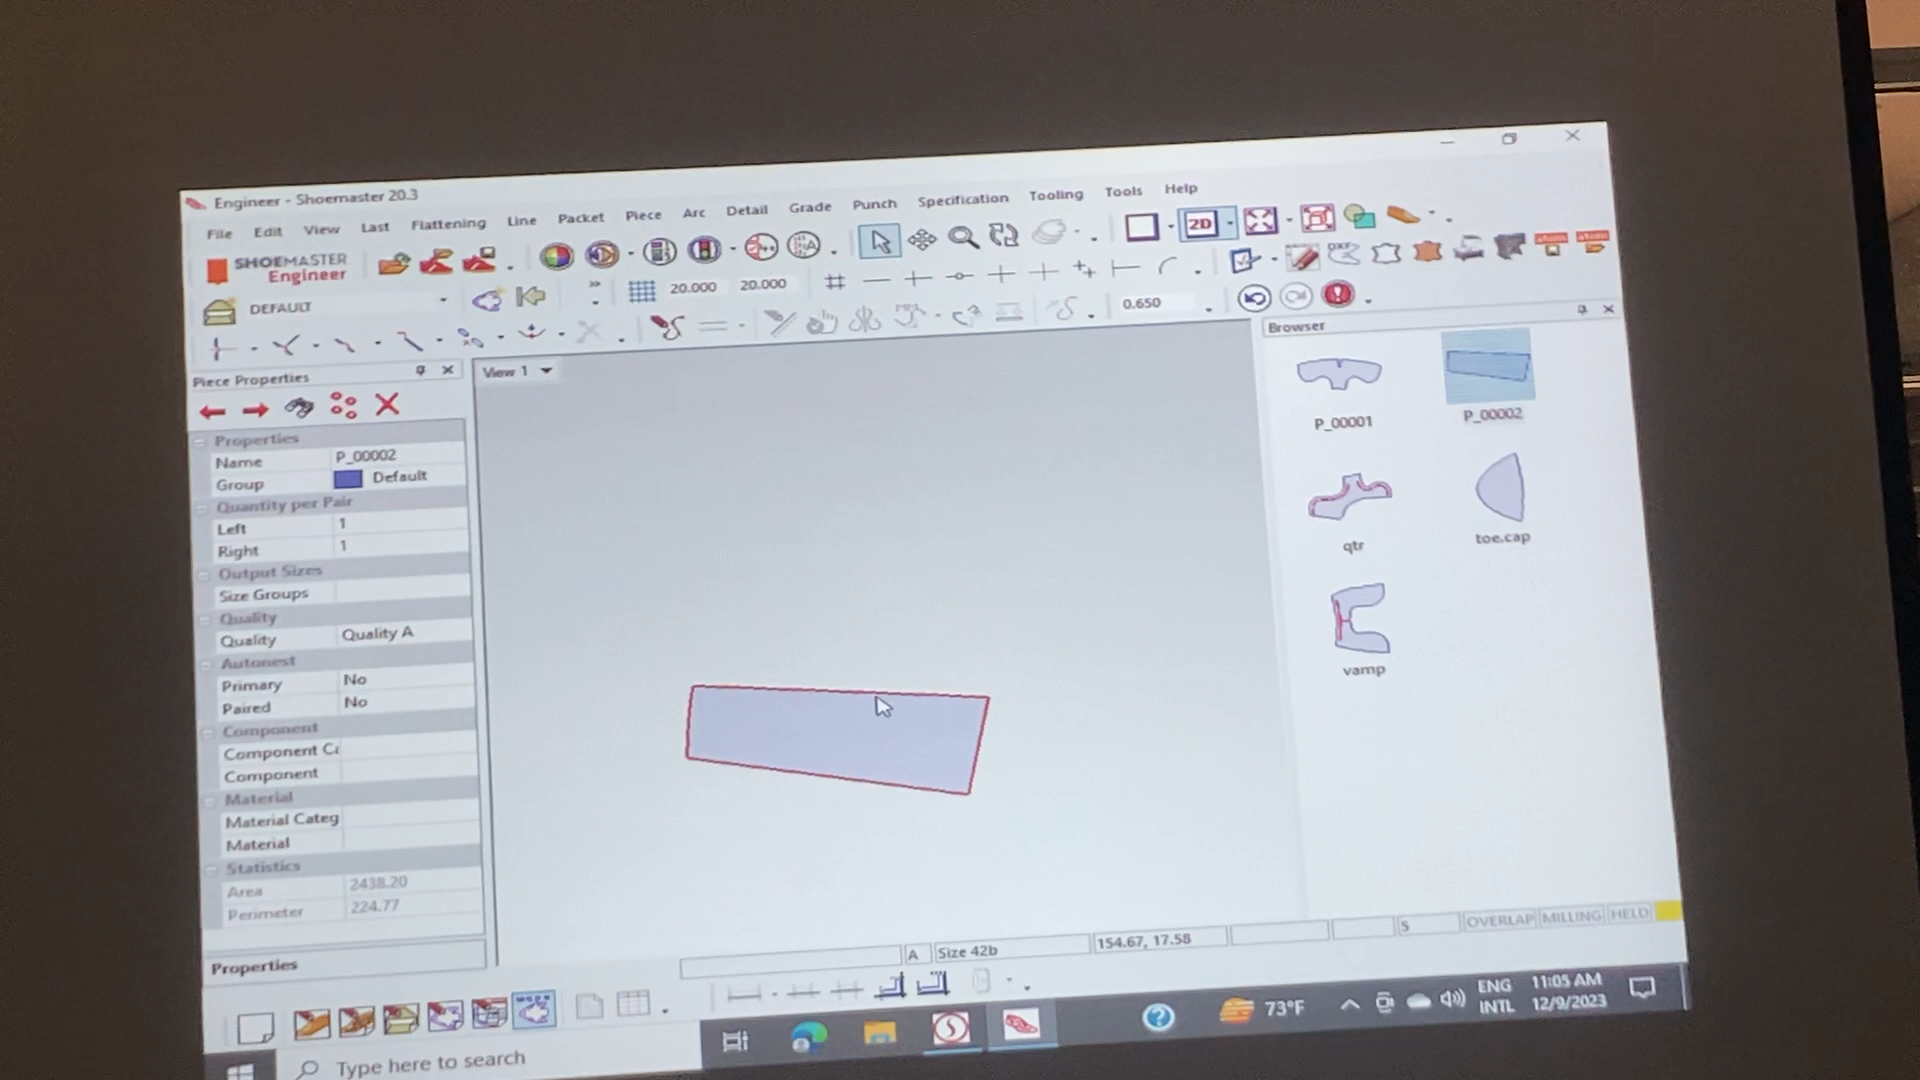 Engineer - Shoemaster 20.3
File Edit View Last Flattening Line Packet Piece Arc Detail Grade Punch Specification Tooling Tools Help
SHOEMASTER
Engineer
2D
DEFAULT
20.000 20.000
0.650
Piece Properties
View 1
Browser
Properties
Name P_00002
Group Default
Quantity per Pair
Left 1
Right 1
Output Sizes
Size Groups
Quality
Quality Quality A
Autonest
Primary No
Paired No
Component
Component Ca
Component
Material
Material Categ
Material
Statistics
Area 2438.20
Perimeter 224.77
Properties
P_00001
P_00002
qtr
toe.cap
vamp
A Size 42b 154.67, 17.58 S OVERLAP MILLING HELD
Type here to search
73°F
ENG
INTL
11:05 AM
12/9/2023